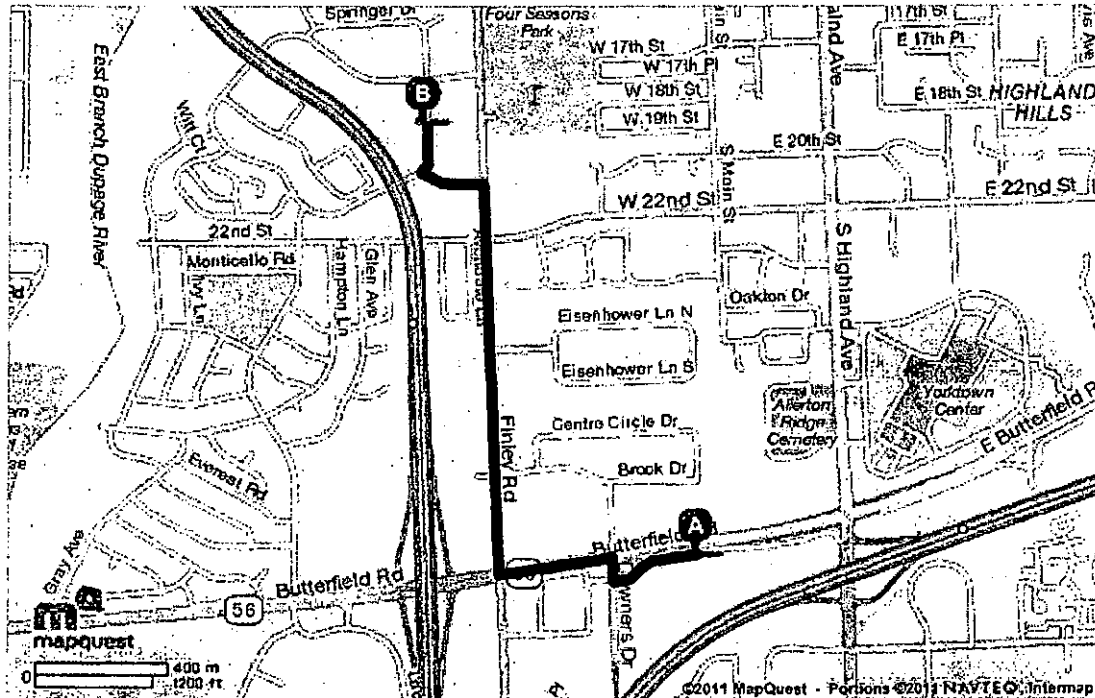 Springer Dr
Four Seasons
Park
Main St
land Ave
17th St
E 17th Pl
W 17th St
W 17th Pl
W 18th St
W 19th St
E 18th St
HIGHLAND
HILLS
B
East Branch Dupage River
Witt Ct
E 20th St
S Main St
W 22nd St
E 22nd St
22nd St
Monticello Rd
Ivy Ln
Hampton Ln
Glen Ave
S Highland Ave
Oakton Dr
Eisenhower Ln N
Eisenhower Ln S
Yorktown
Center
Allerton
Ridge
Cemetery
Finley Rd
Centre Circle Dr
Brook Dr
E Butterfield
Everest Rd
A
Butterfield
Gray Ave
Butterfield Rd
56
mapquest
0
400 m
1200 ft
©2011 MapQuest - Portions ©2011 NAVTEQ, Intermap